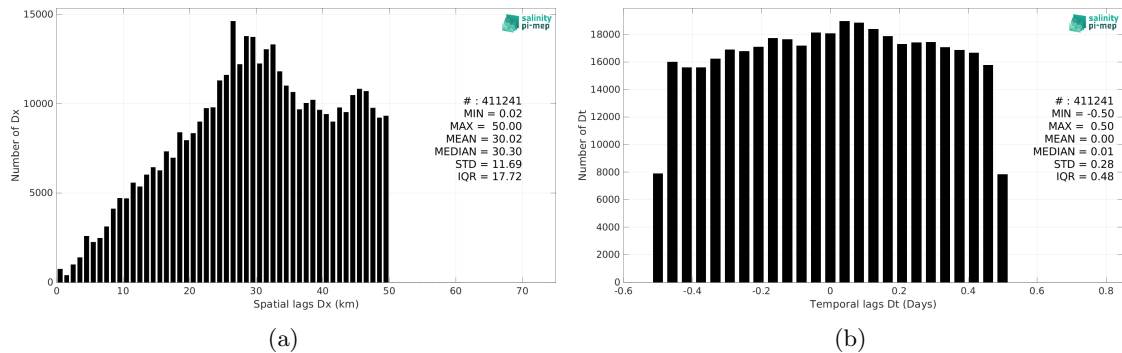 15000
10000
5000
0
Number of Dx
0 10 20 30 40 50 60 70
Spatial lags Dx (km)
salinity
pi-mep
# : 411241
MIN = 0.02
MAX = 50.00
MEAN = 30.02
MEDIAN = 30.30
STD = 11.69
IQR = 17.72
(a)
18000
16000
14000
12000
10000
8000
6000
4000
2000
0
Number of Dt
-0.6 -0.4 -0.2 0 0.2 0.4 0.6 0.8
Temporal lags Dt (Days)
salinity
pi-mep
# : 411241
MIN = -0.50
MAX = 0.50
MEAN = 0.00
MEDIAN = 0.01
STD = 0.28
IQR = 0.48
(b)